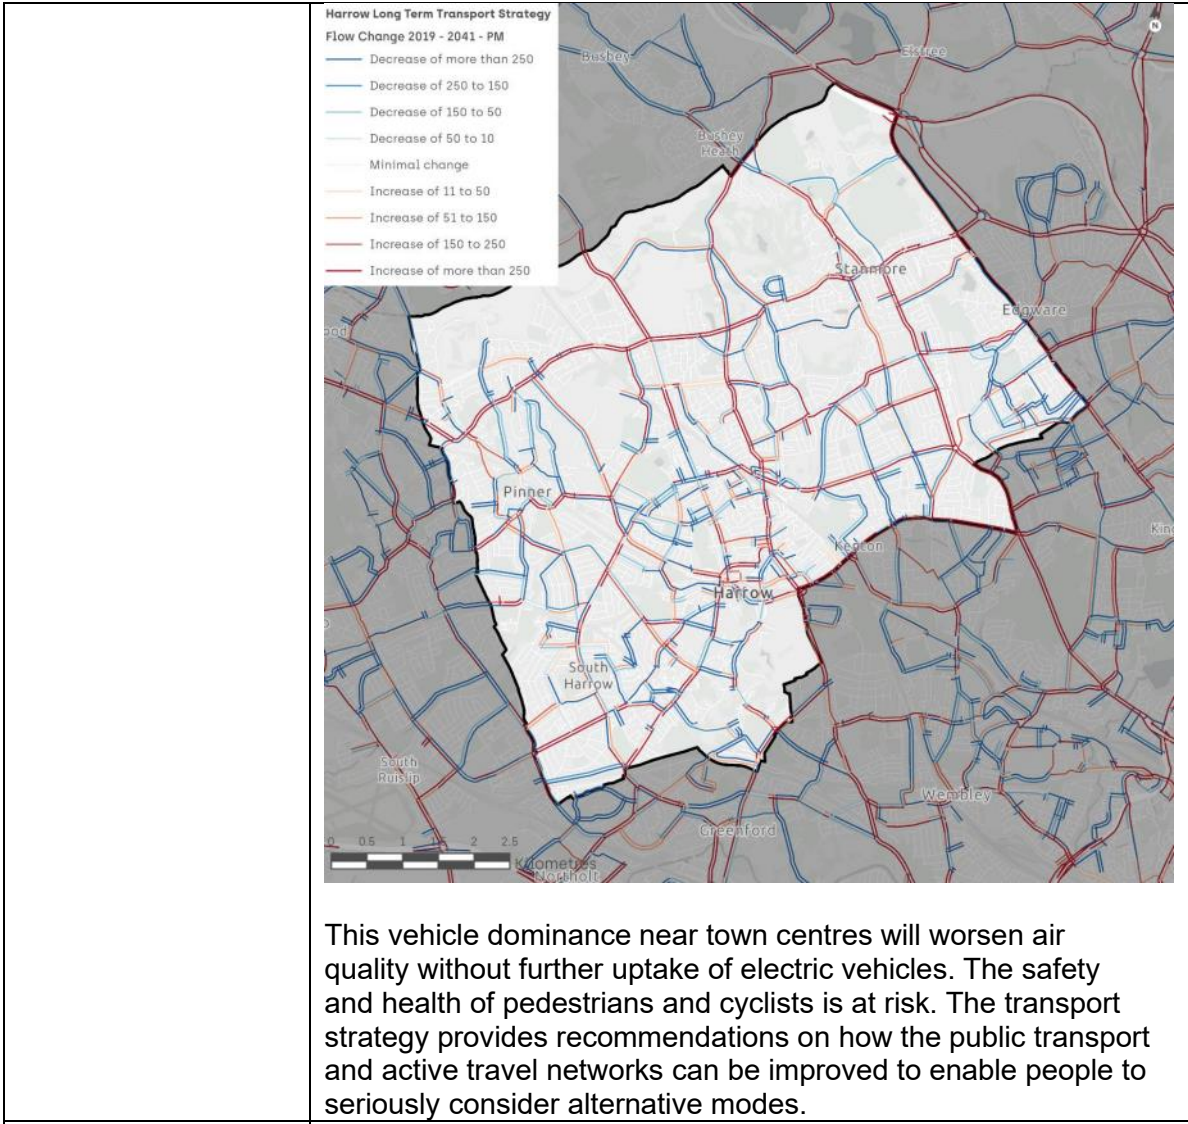 Harrow Long Term Transport Strategy
Flow Change 2019 - 2041 - PM
Decrease of more than 250
Decrease of 250 to 150
Decrease of 150 to 50
Decrease of 50 to 10
Minimal change
Increase of 11 to 50
Increase of 51 to 150
Increase of 150 to 250
Increase of more than 250
N
Bushey
Elstree
Bushey
Heath
Stanmore
Edgware
Pinner
Kenton
Harrow
South
Harrow
South
Ruislip
Wembley
Greenford
0 0.5 1 1.5 2 2.5
Kilometres
Northolt
This vehicle dominance near town centres will worsen air
quality without further uptake of electric vehicles. The safety
and health of pedestrians and cyclists is at risk. The transport
strategy provides recommendations on how the public transport
and active travel networks can be improved to enable people to
seriously consider alternative modes.